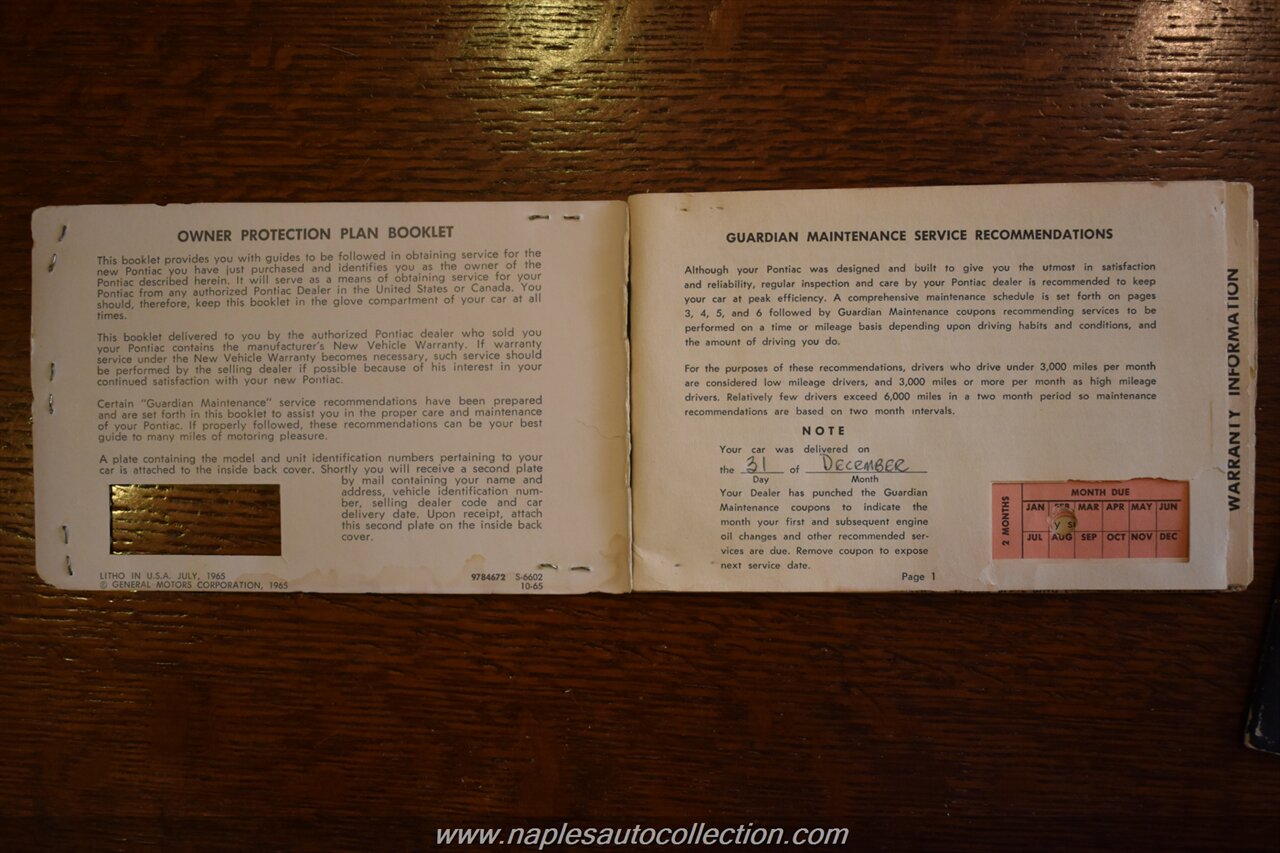 OWNER PROTECTION PLAN BOOKLET
This booklet provides you with guides to be followed in obtaining service for the
new Pontiac you have just purchased and identifies you as the owner of the
Pontiac described herein. It will serve as a means of obtaining service for your
Pontiac from any authorized Pontiac Dealer in the United States or Canada. You
should, therefore, keep this booklet in the glove compartment of your car at all
times.
This booklet delivered to you by the authorized Pontiac dealer who sold you
your Pontiac contains the manufacturer's New Vehicle Warranty. If warranty
service under the New Vehicle Warranty becomes necessary, such service should
be performed by the selling dealer if possible because of his interest in your
continued satisfaction with your new Pontiac.
Certain "Guardian Maintenance" service recommendations have been prepared
and are set forth in this booklet to assist you in the proper care and maintenance
of your Pontiac. If properly followed, these recommendations can be your best
guide to many miles of motoring pleasure.
A plate containing the model and unit identification numbers pertaining to your
car is attached to the inside back cover. Shortly you will receive a second plate
by mail containing your name and
address, vehicle identification num-
ber, selling dealer code and car
delivery date. Upon receipt, attach
this second plate on the inside back
cover.
LITHO IN U.S.A. JULY, 1965
© GENERAL MOTORS CORPORATION, 1965
9784672 S-6602
10-65
GUARDIAN MAINTENANCE SERVICE RECOMMENDATIONS
Although your Pontiac was designed and built to give you the utmost in satisfaction
and reliability, regular inspection and care by your Pontiac dealer is recommended to keep
your car at peak efficiency. A comprehensive maintenance schedule is set forth on pages
3, 4, 5, and 6 followed by Guardian Maintenance coupons recommending services to be
performed on a time or mileage basis depending upon driving habits and conditions, and
the amount of driving you do.
For the purposes of these recommendations, drivers who drive under 3,000 miles per month
are considered low mileage drivers, and 3,000 miles or more per month as high mileage
drivers. Relatively few drivers exceed 6,000 miles in a two month period so maintenance
recommendations are based on two month intervals.
NOTE
Your car was delivered on
the 31 of DECEMBER
Day Month
Your Dealer has punched the Guardian
Maintenance coupons to indicate the
month your first and subsequent engine
oil changes and other recommended ser-
vices are due. Remove coupon to expose
next service date.
Page 1
2 MONTHS
MONTH DUE
JAN FEB MAR APR MAY JUN
JUL AUG SEP OCT NOV DEC
WARRANTY INFORMATION
www.naplesautocollection.com